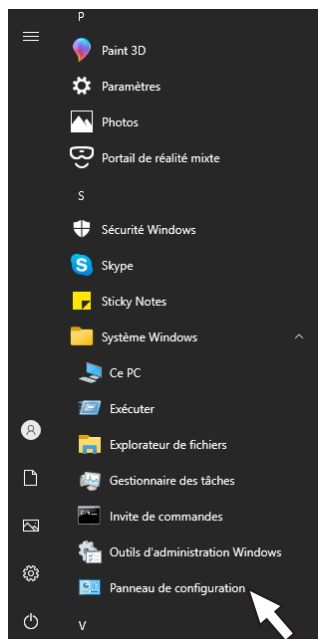 P
Paint 3D
Paramètres
Photos
Portail de réalité mixte
S
Sécurité Windows
Skype
Sticky Notes
Système Windows
Ce PC
Exécuter
Explorateur de fichiers
Gestionnaire des tâches
Invite de commandes
Outils d'administration Windows
Panneau de configuration
V